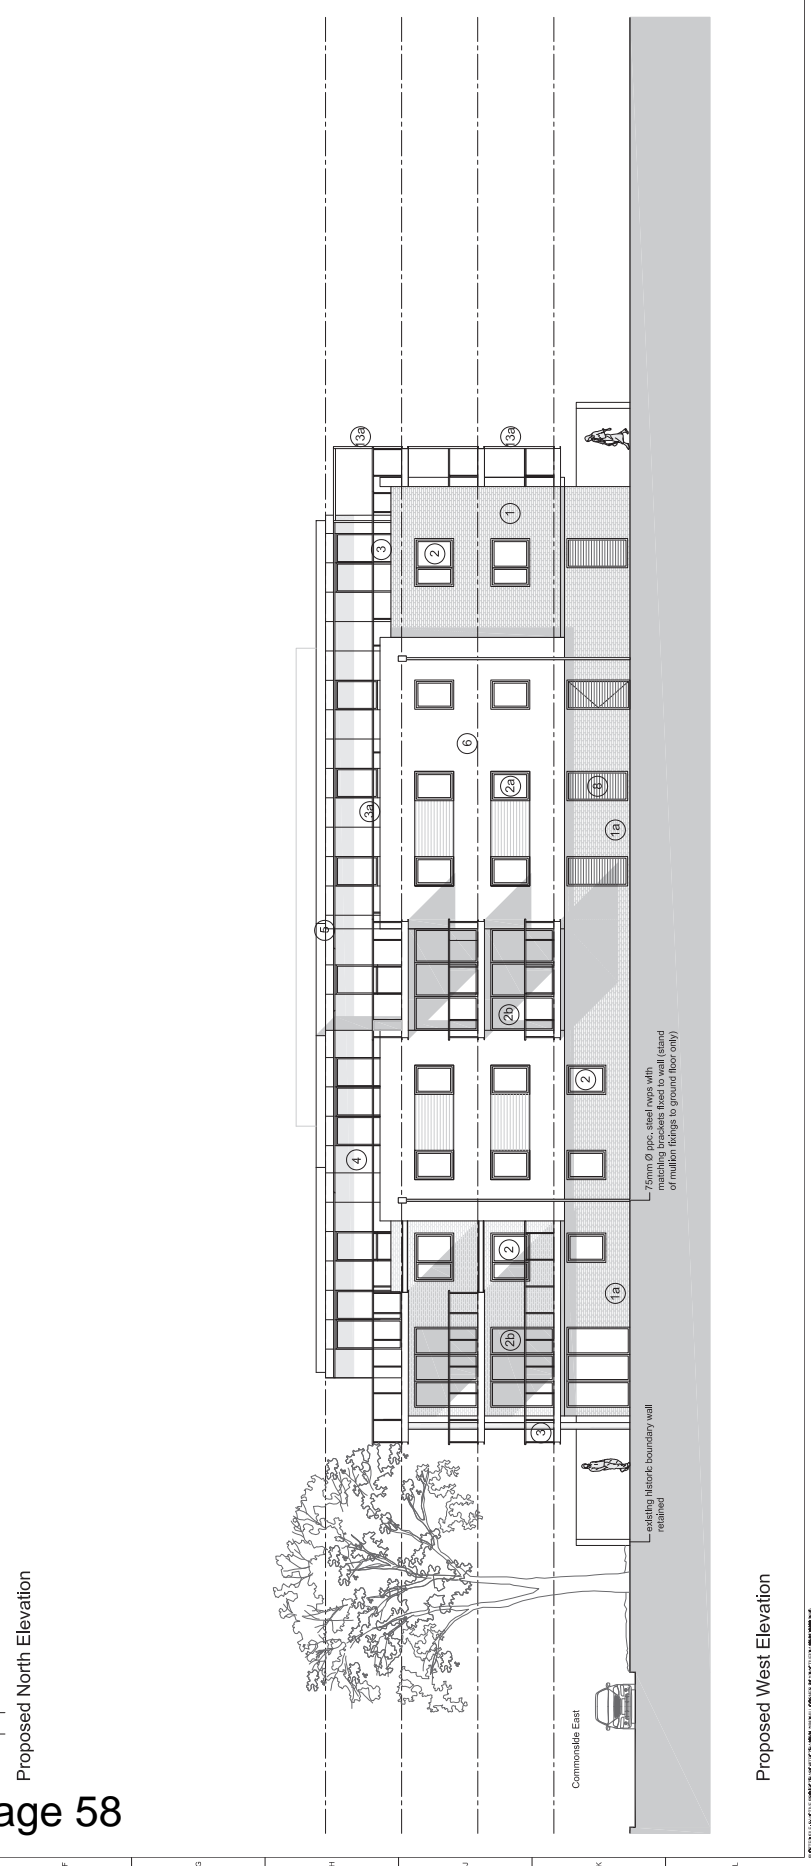 Proposed North Elevation
age 58
13a
13a
1
3
2
6
3a
2a
8
1a
5
2b
2
4
2
1a
2b
3
75mm Ø ppc. steel rwps with
matching brackets fixed to wall (stand
of mullion fixings to ground floor only)
existing historic boundary wall
retained
Commonside East
Proposed West Elevation
F
G
H
J
K
L